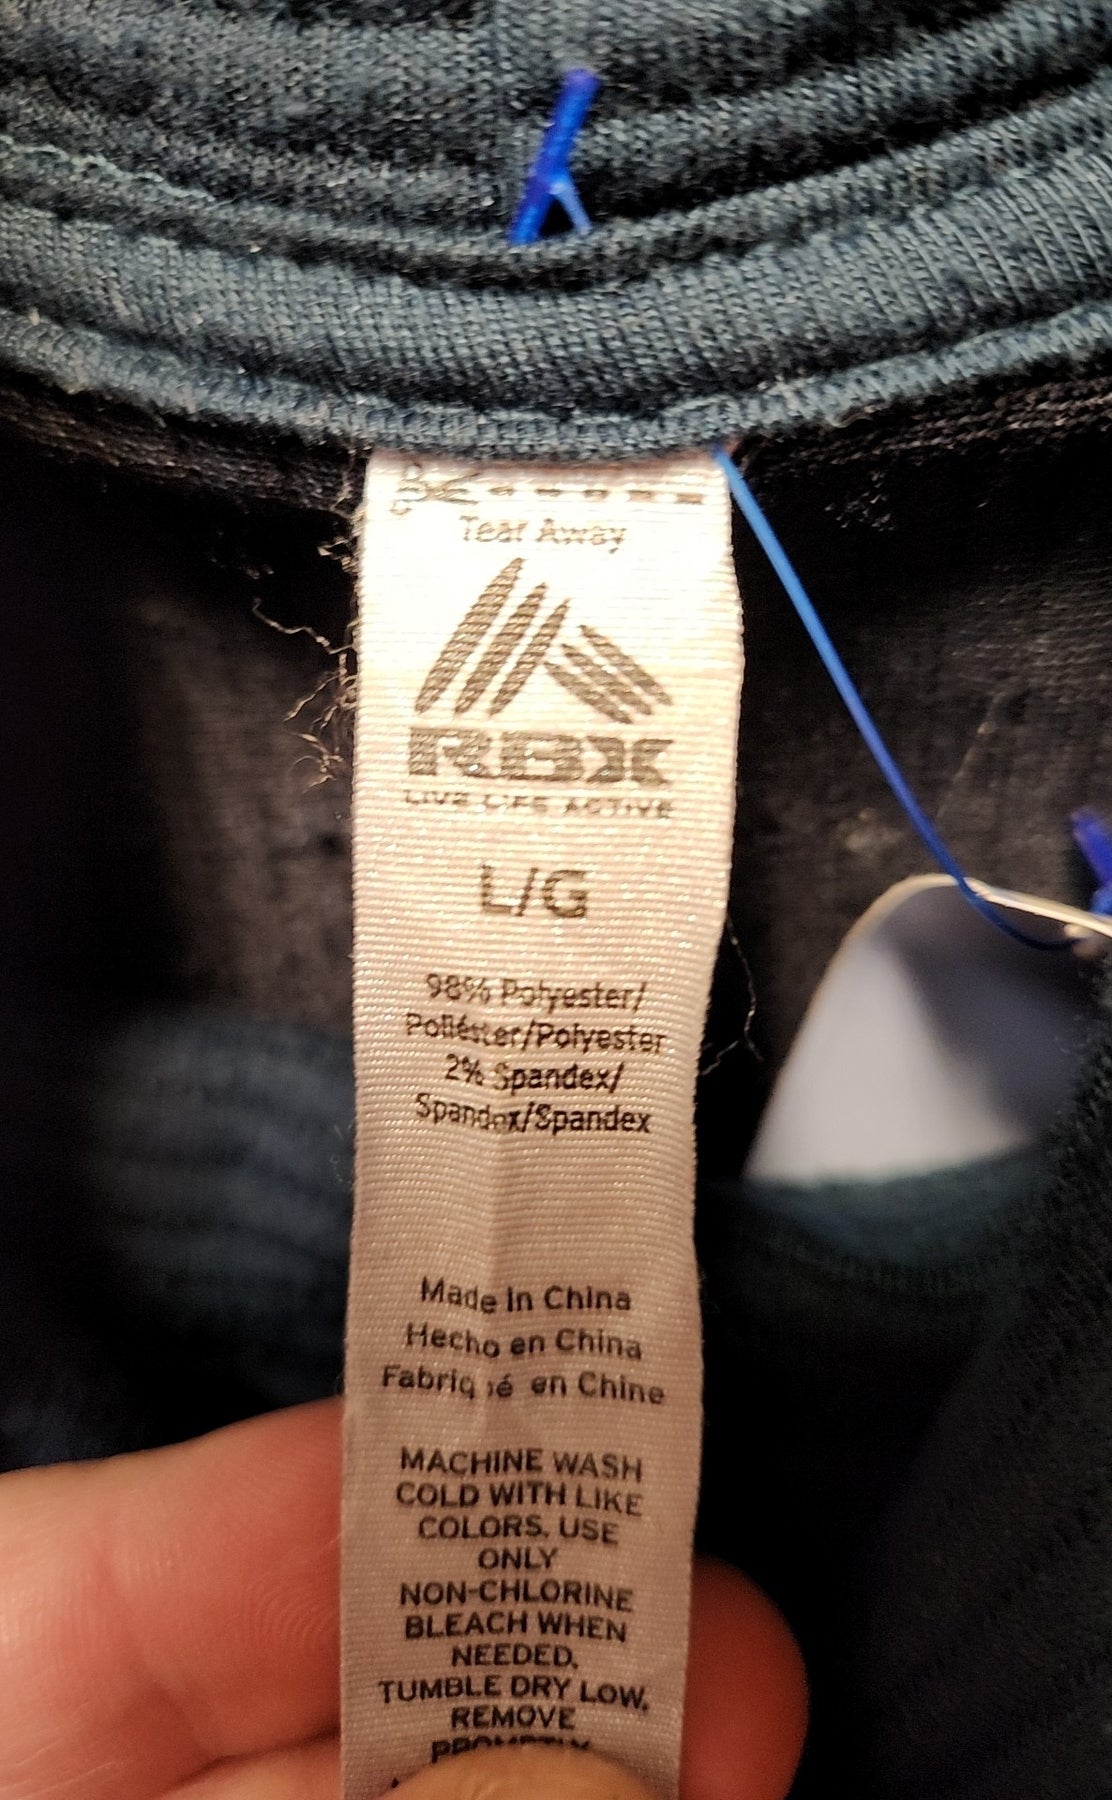 Tear Away
RBX
LIVE LIFE ACTIVE
L/G
98% Polyester/
Poliéster/Polyester
2% Spandex/
Spandex/Spandex
Made in China
Hecho en China
Fabriqué en Chine
MACHINE WASH
COLD WITH LIKE
COLORS. USE
ONLY
NON-CHLORINE
BLEACH WHEN
NEEDED.
TUMBLE DRY LOW.
REMOVE
PROMPTLY